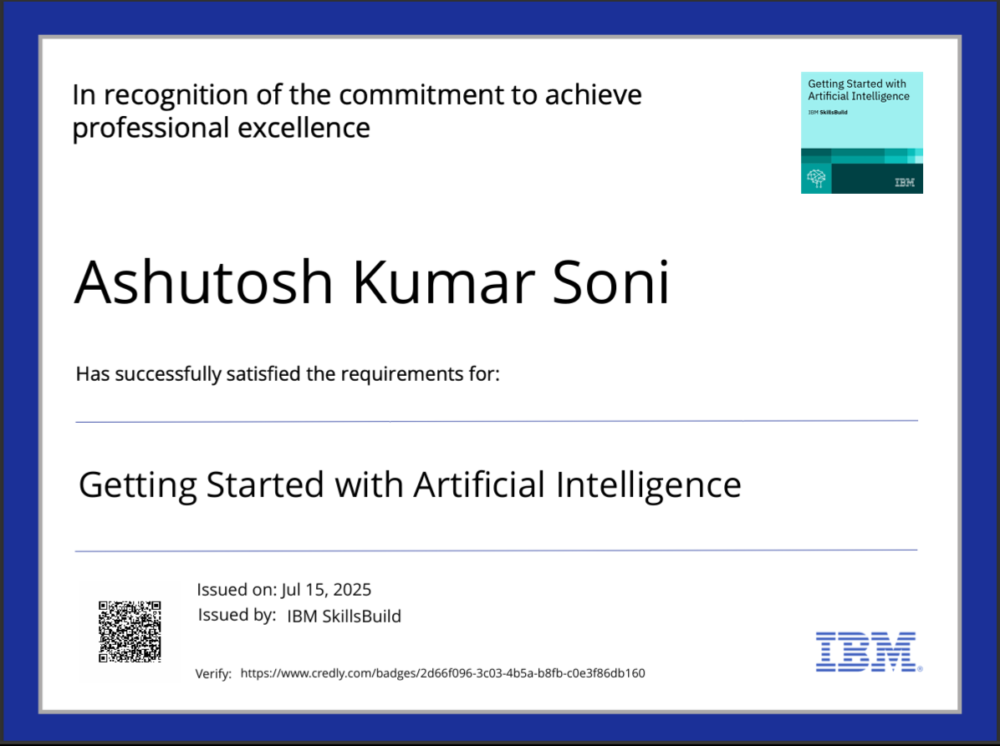 In recognition of the commitment to achieve
professional excellence
Getting Started with
Artificial Intelligence
IBM SkillsBuild
IBM
Ashutosh Kumar Soni
Has successfully satisfied the requirements for:
Getting Started with Artificial Intelligence
Issued on: Jul 15, 2025
Issued by: IBM SkillsBuild
IBM®
Verify: https://www.credly.com/badges/2d66f096-3c03-4b5a-b8fb-c0e3f86db160